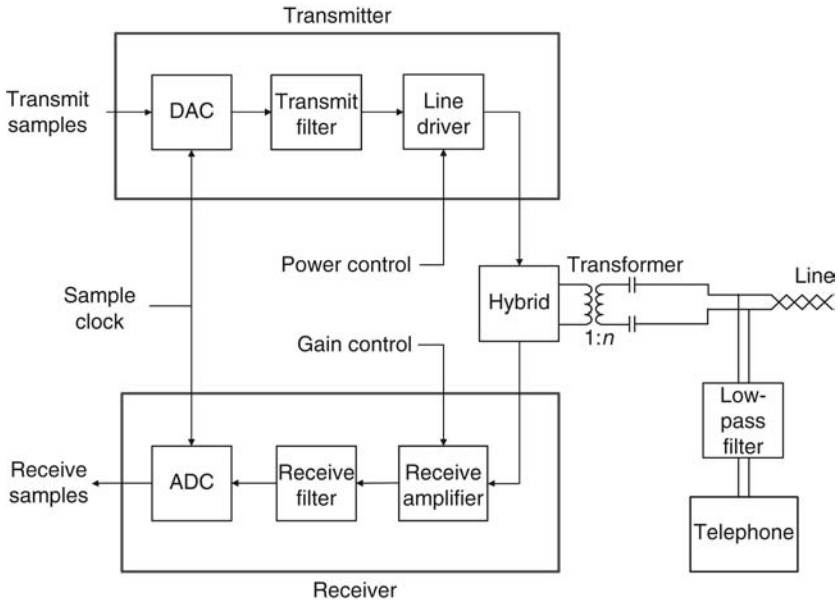 Transmitter
Transmit
samples
DAC
Transmit
filter
Line
driver
Power control
Sample
clock
Hybrid
Transformer
1:n
Line
Gain control
Low-
pass
filter
Receive
samples
ADC
Receive
filter
Receive
amplifier
Telephone
Receiver